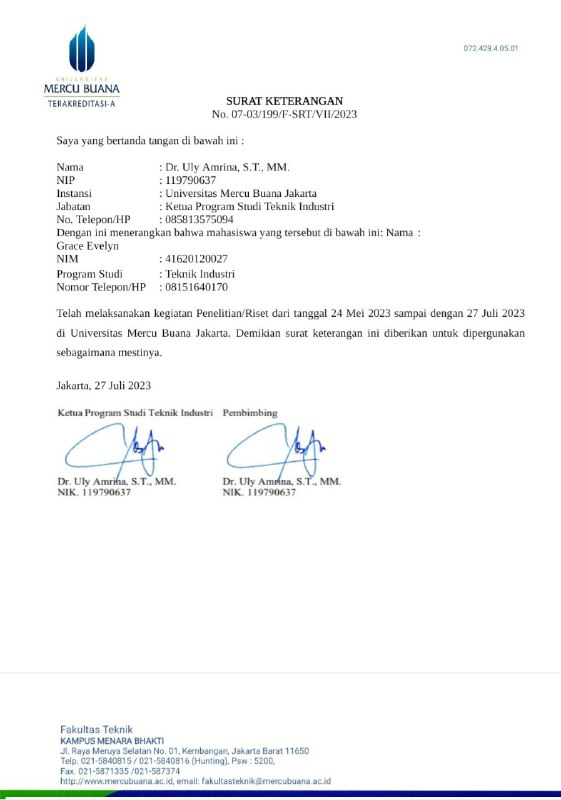 072.423.4.05.01
UNIVERSITAS
MERCU BUANA
TERAKREDITASI-A
SURAT KETERANGAN
No. 07-03/199/F-SRT/VII/2023
Saya yang bertanda tangan di bawah ini :
Nama : Dr. Uly Amrina, S.T., MM.
NIP : 119790637
Instansi : Universitas Mercu Buana Jakarta
Jabatan : Ketua Program Studi Teknik Industri
No. Telepon/HP : 085813575094
Dengan ini menerangkan bahwa mahasiswa yang tersebut di bawah ini: Nama :
Grace Evelyn
NIM : 41620120027
Program Studi : Teknik Industri
Nomor Telepon/HP : 08151640170
Telah melaksanakan kegiatan Penelitian/Riset dari tanggal 24 Mei 2023 sampai dengan 27 Juli 2023
di Universitas Mercu Buana Jakarta. Demikian surat keterangan ini diberikan untuk dipergunakan
sebagaimana mestinya.
Jakarta, 27 Juli 2023
Ketua Program Studi Teknik Industri Pembimbing
Dr. Uly Amrina, S.T., MM. Dr. Uly Amrina, S.T., MM.
NIK. 119790637 NIK. 119790637
Fakultas Teknik
KAMPUS MENARA BHAKTI
Jl. Raya Meruya Selatan No. 01, Kembangan, Jakarta Barat 11650
Telp. 021-5840815 / 021-5840816 (Hunting), Psw : 5200,
Fax. 021-5871335 /021-587374
http://www.mercubuana.ac.id, email: fakultasteknik@mercubuana.ac.id